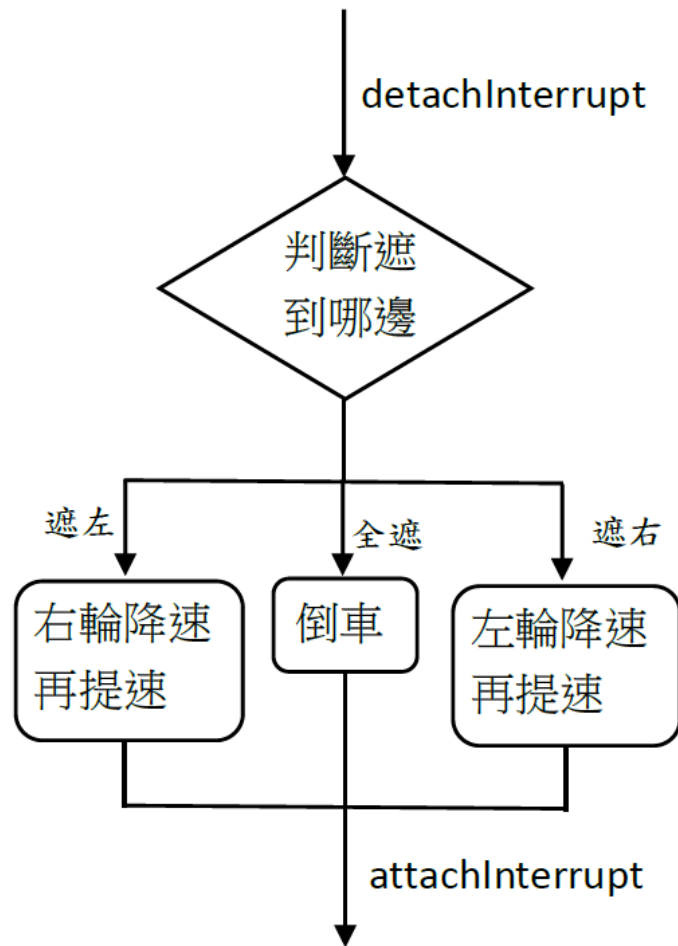 detachInterrupt
判斷遮
到哪邊
遮左
全遮
遮右
右輪降速
再提速
倒車
左輪降速
再提速
attachInterrupt